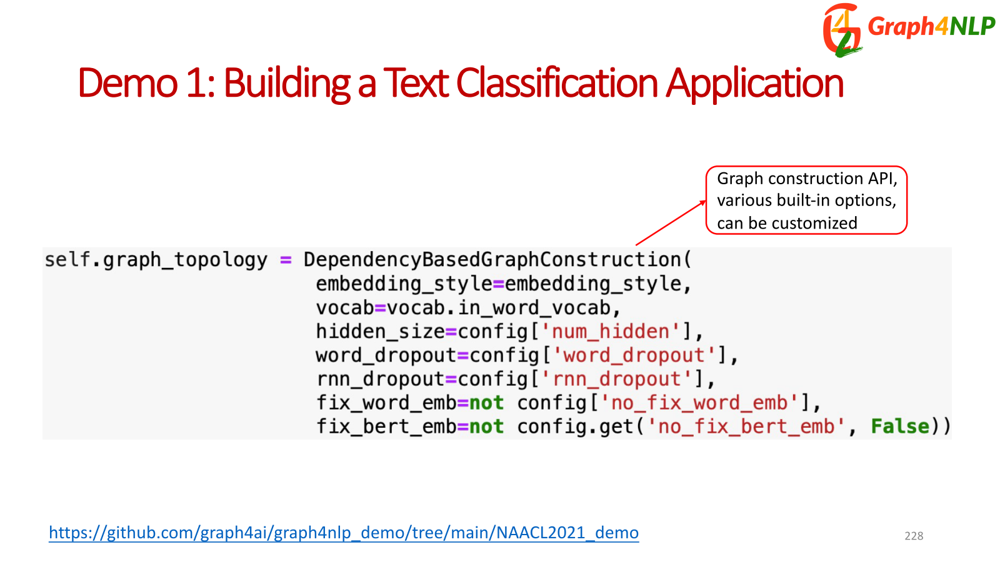 Graph4NLP
Demo 1: Building a Text Classification Application
Graph construction API,
various built-in options,
can be customized
self.graph_topology = DependencyBasedGraphConstruction(
embedding_style=embedding_style,
vocab=vocab.in_word_vocab,
hidden_size=config['num_hidden'],
word_dropout=config['word_dropout'],
rnn_dropout=config['rnn_dropout'],
fix_word_emb=not config['no_fix_word_emb'],
fix_bert_emb=not config.get('no_fix_bert_emb', False))
https://github.com/graph4ai/graph4nlp_demo/tree/main/NAACL2021_demo
228